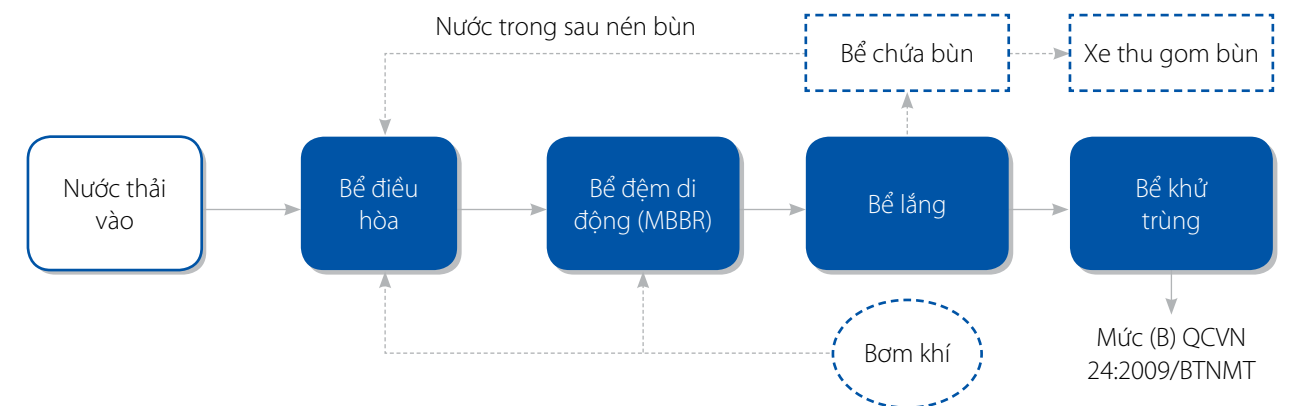 Nước trong sau nén bùn
Bể chứa bùn
Xe thu gom bùn
Nước thải
vào
Bể điều
hòa
Bể đệm di
động (MBBR)
Bể lắng
Bể khử
trùng
Bơm khí
Mức (B) QCVN
24:2009/BTNMT